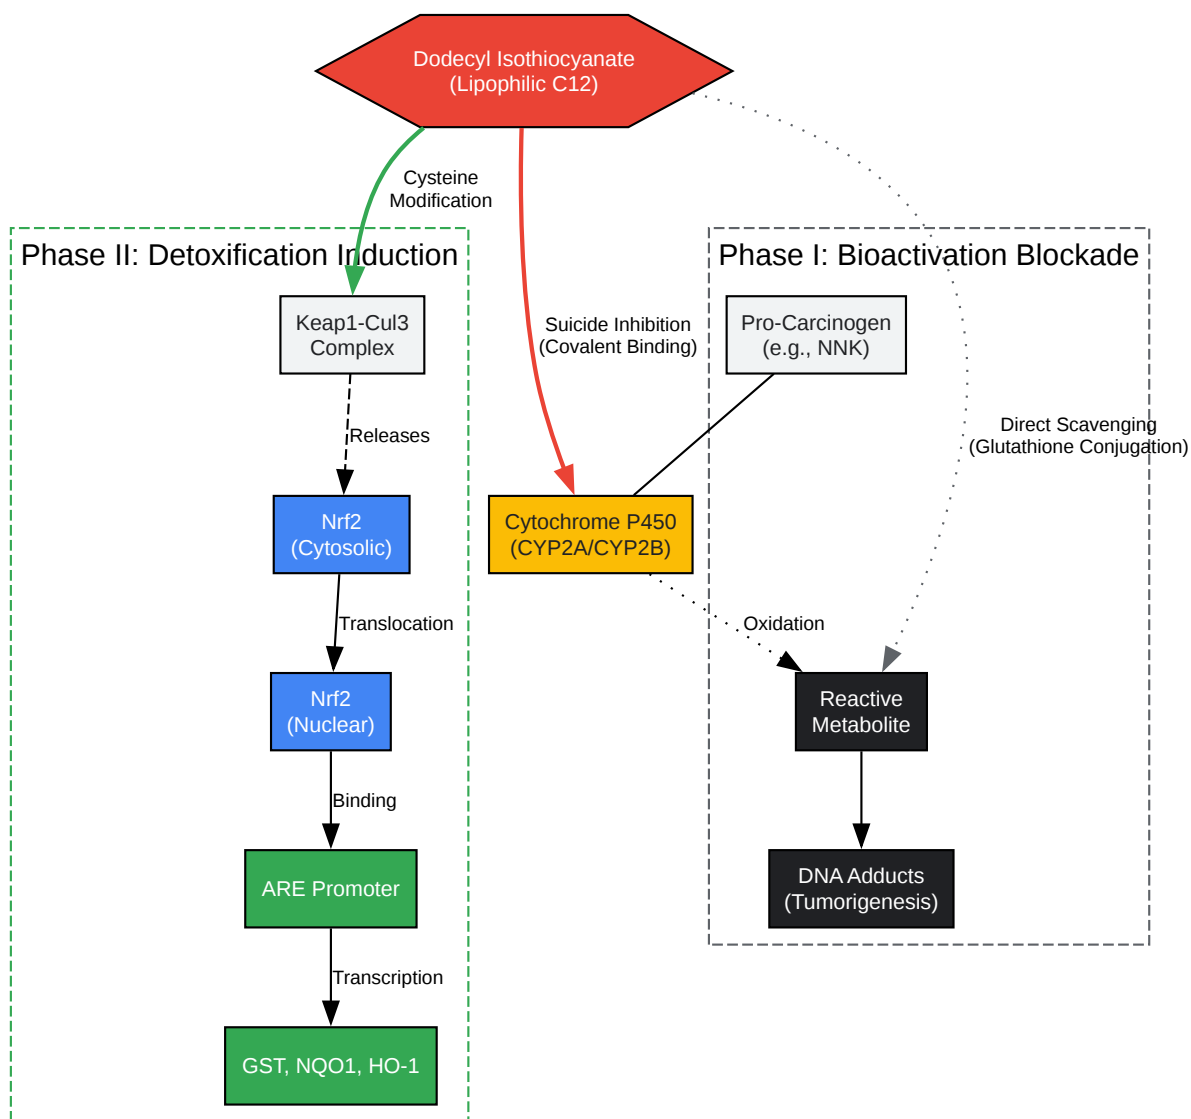 Dodecyl Isothiocyanate
(Lipophilic C12)
Cysteine
Modification
Phase II: Detoxification Induction
Phase I: Bioactivation Blockade
Keap1-Cul3
Complex
Suicide Inhibition
(Covalent Binding)
Pro-Carcinogen
(e.g., NNK)
Releases
Direct Scavenging
(Glutathione Conjugation)
Nrf2
(Cytosolic)
Cytochrome P450
(CYP2A/CYP2B)
Translocation
Oxidation
Nrf2
(Nuclear)
Reactive
Metabolite
Binding
ARE Promoter
DNA Adducts
(Tumorigenesis)
Transcription
GST, NQO1, HO-1